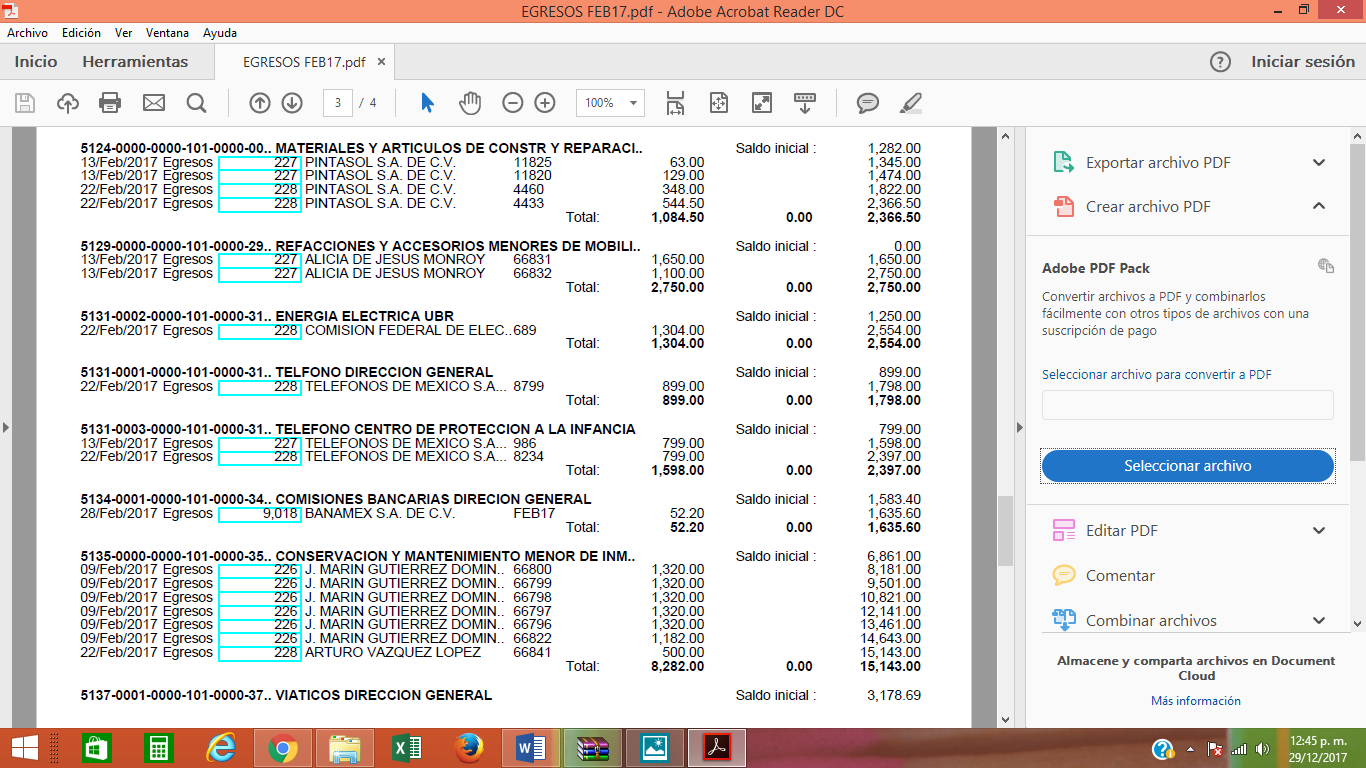 EGRESOS FEB17.pdf - Adobe Acrobat Reader DC
Archivo Edición Ver Ventana Ayuda
Inicio Herramientas EGRESOS FEB17.pdf × Iniciar sesión
3 / 4 100%
5124-0000-0000-101-0000-00.. MATERIALES Y ARTICULOS DE CONSTR Y REPARACI.. Saldo inicial : 1,282.00
13/Feb/2017 Egresos 227 PINTASOL S.A. DE C.V. 11825 63.00 1,345.00
13/Feb/2017 Egresos 227 PINTASOL S.A. DE C.V. 11820 129.00 1,474.00
22/Feb/2017 Egresos 228 PINTASOL S.A. DE C.V. 4460 348.00 1,822.00
22/Feb/2017 Egresos 228 PINTASOL S.A. DE C.V. 4433 544.50 2,366.50
Total: 1,084.50 0.00 2,366.50
5129-0000-0000-101-0000-29.. REFACCIONES Y ACCESORIOS MENORES DE MOBILI.. Saldo inicial : 0.00
13/Feb/2017 Egresos 227 ALICIA DE JESUS MONROY 66831 1,650.00 1,650.00
13/Feb/2017 Egresos 227 ALICIA DE JESUS MONROY 66832 1,100.00 2,750.00
Total: 2,750.00 0.00 2,750.00
5131-0002-0000-101-0000-31.. ENERGIA ELECTRICA UBR Saldo inicial : 1,250.00
22/Feb/2017 Egresos 228 COMISION FEDERAL DE ELEC.. 689 1,304.00 2,554.00
Total: 1,304.00 0.00 2,554.00
5131-0001-0000-101-0000-31.. TELFONO DIRECCION GENERAL Saldo inicial : 899.00
22/Feb/2017 Egresos 228 TELEFONOS DE MEXICO S.A... 8799 899.00 1,798.00
Total: 899.00 0.00 1,798.00
5131-0003-0000-101-0000-31.. TELEFONO CENTRO DE PROTECCION A LA INFANCIA Saldo inicial : 799.00
13/Feb/2017 Egresos 227 TELEFONOS DE MEXICO S.A... 986 799.00 1,598.00
22/Feb/2017 Egresos 228 TELEFONOS DE MEXICO S.A... 8234 799.00 2,397.00
Total: 1,598.00 0.00 2,397.00
5134-0001-0000-101-0000-34.. COMISIONES BANCARIAS DIRECION GENERAL Saldo inicial : 1,583.40
28/Feb/2017 Egresos 9,018 BANAMEX S.A. DE C.V. FEB17 52.20 1,635.60
Total: 52.20 0.00 1,635.60
5135-0000-0000-101-0000-35.. CONSERVACION Y MANTENIMIENTO MENOR DE INM.. Saldo inicial : 6,861.00
09/Feb/2017 Egresos 226 J. MARIN GUTIERREZ DOMIN.. 66800 1,320.00 8,181.00
09/Feb/2017 Egresos 226 J. MARIN GUTIERREZ DOMIN.. 66799 1,320.00 9,501.00
09/Feb/2017 Egresos 226 J. MARIN GUTIERREZ DOMIN.. 66798 1,320.00 10,821.00
09/Feb/2017 Egresos 226 J. MARIN GUTIERREZ DOMIN.. 66797 1,320.00 12,141.00
09/Feb/2017 Egresos 226 J. MARIN GUTIERREZ DOMIN.. 66796 1,320.00 13,461.00
09/Feb/2017 Egresos 226 J. MARIN GUTIERREZ DOMIN.. 66822 1,182.00 14,643.00
22/Feb/2017 Egresos 228 ARTURO VAZQUEZ LOPEZ 66841 500.00 15,143.00
Total: 8,282.00 0.00 15,143.00
5137-0001-0000-101-0000-37.. VIATICOS DIRECCION GENERAL Saldo inicial : 3,178.69
Exportar archivo PDF
Crear archivo PDF
Adobe PDF Pack
Convertir archivos a PDF y combinarlos
fácilmente con otros tipos de archivos con una
suscripción de pago
Seleccionar archivo para convertir a PDF
Seleccionar archivo
Editar PDF
Comentar
Combinar archivos
Almacene y comparta archivos en Document
Cloud
Más información
12:45 p. m.
29/12/2017